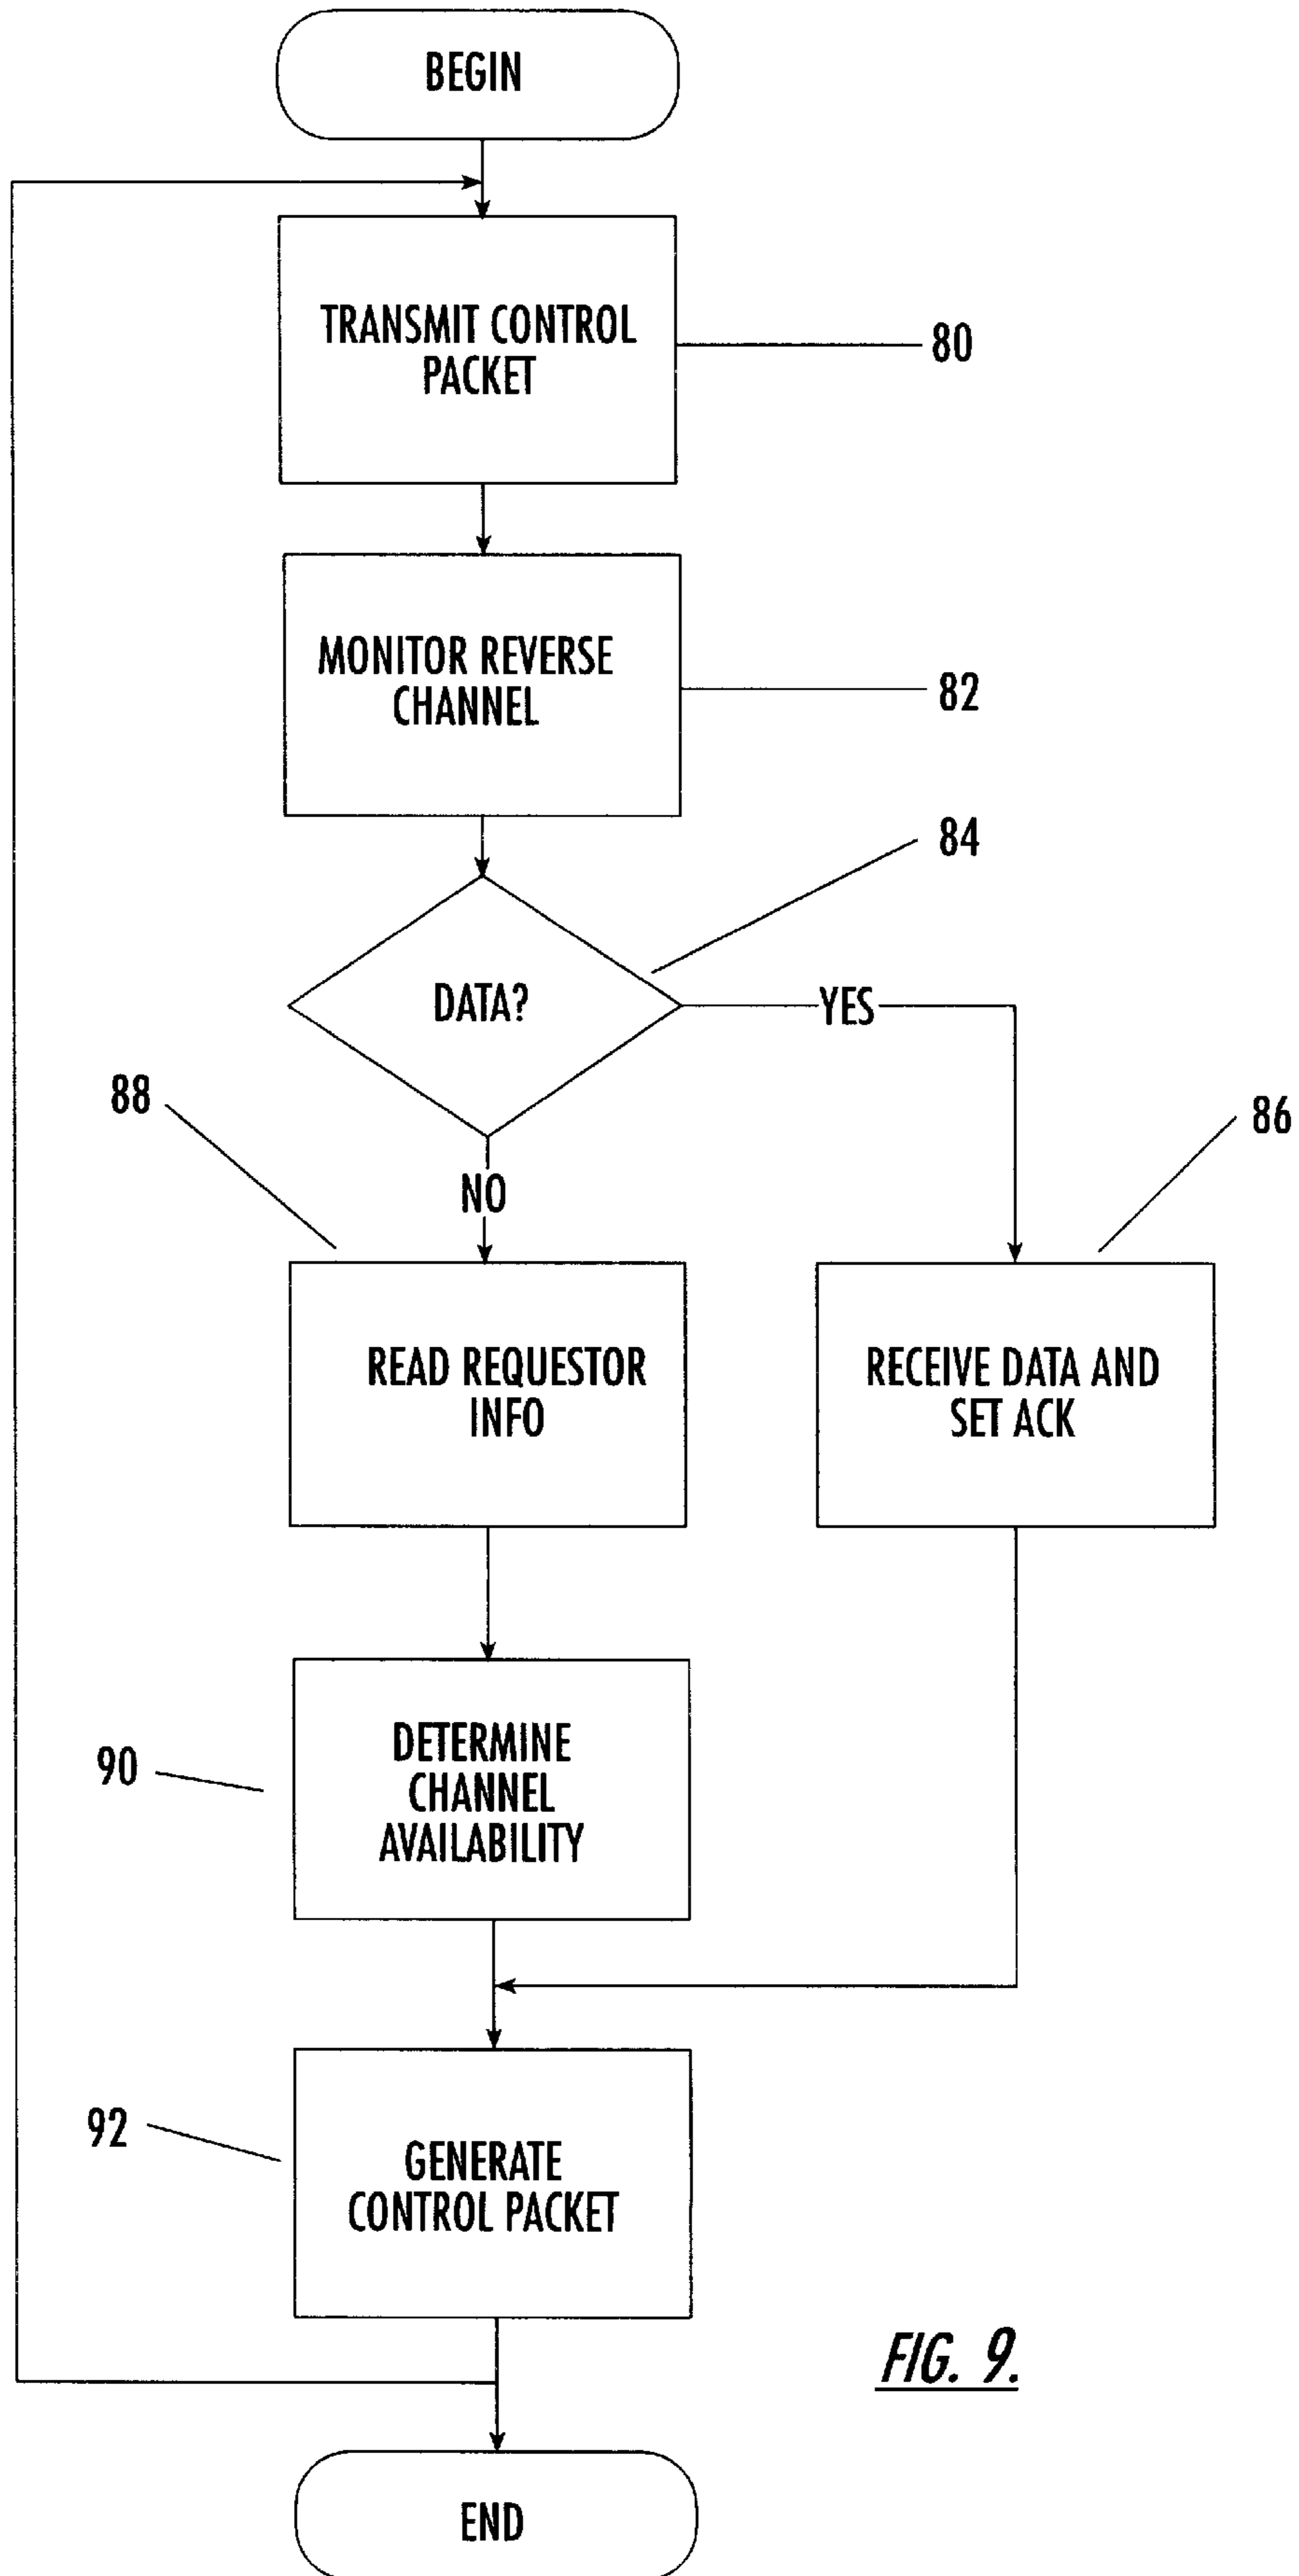 BEGIN
TRANSMIT CONTROL
PACKET
80
MONITOR REVERSE
CHANNEL
82
84
DATA?
YES
88
86
NO
READ REQUESTOR
INFO
RECEIVE DATA AND
SET ACK
DETERMINE
CHANNEL
AVAILABILITY
90
92
GENERATE
CONTROL PACKET
FIG. 9.
END